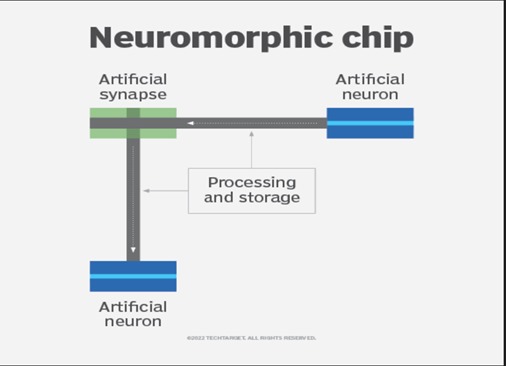 Neuromorphic chip
Artificial
synapse
Artificial
neuron
Processing
and storage
Artificial
neuron
©2022 TECHTARGET, ALL RIGHTS RESERVED.